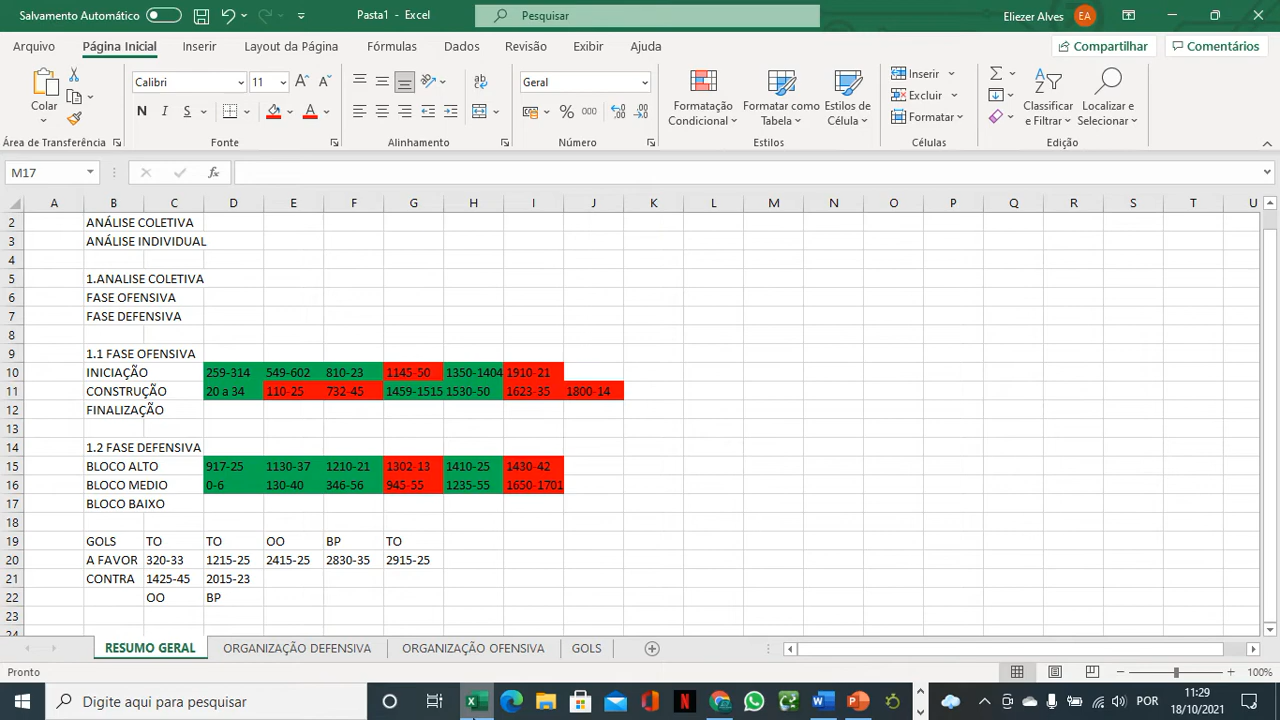 Salvamento Automático Pasta1 - Excel Pesquisar Eliezer Alves EA
Arquivo Página Inicial Inserir Layout da Página Fórmulas Dados Revisão Exibir Ajuda Compartilhar Comentários
Colar
Área de Transferência
Calibri 11
N I S
Fonte
Alinhamento
Geral
% 000
Número
Formatação Condicional
Formatar como Tabela
Estilos de Célula
Estilos
Inserir
Excluir
Formatar
Células
Classificar e Filtrar
Localizar e Selecionar
Edição
M17 fx
A B C D E F G H I J K L M N O P Q R S T U
2 ANÁLISE COLETIVA
3 ANÁLISE INDIVIDUAL
4
5 1.ANALISE COLETIVA
6 FASE OFENSIVA
7 FASE DEFENSIVA
8
9 1.1 FASE OFENSIVA
10 INICIAÇÃO 259-314 549-602 810-23 1145-50 1350-1404 1910-21
11 CONSTRUÇÃO 20 a 34 110-25 732-45 1459-1515 1530-50 1623-35 1800-14
12 FINALIZAÇÃO
13
14 1.2 FASE DEFENSIVA
15 BLOCO ALTO 917-25 1130-37 1210-21 1302-13 1410-25 1430-42
16 BLOCO MEDIO 0-6 130-40 346-56 945-55 1235-55 1650-1701
17 BLOCO BAIXO
18
19 GOLS TO TO OO BP TO
20 A FAVOR 320-33 1215-25 2415-25 2830-35 2915-25
21 CONTRA 1425-45 2015-23
22 OO BP
23
24
RESUMO GERAL ORGANIZAÇÃO DEFENSIVA ORGANIZAÇÃO OFENSIVA GOLS
Pronto 100%
Digite aqui para pesquisar POR 11:29
18/10/2021